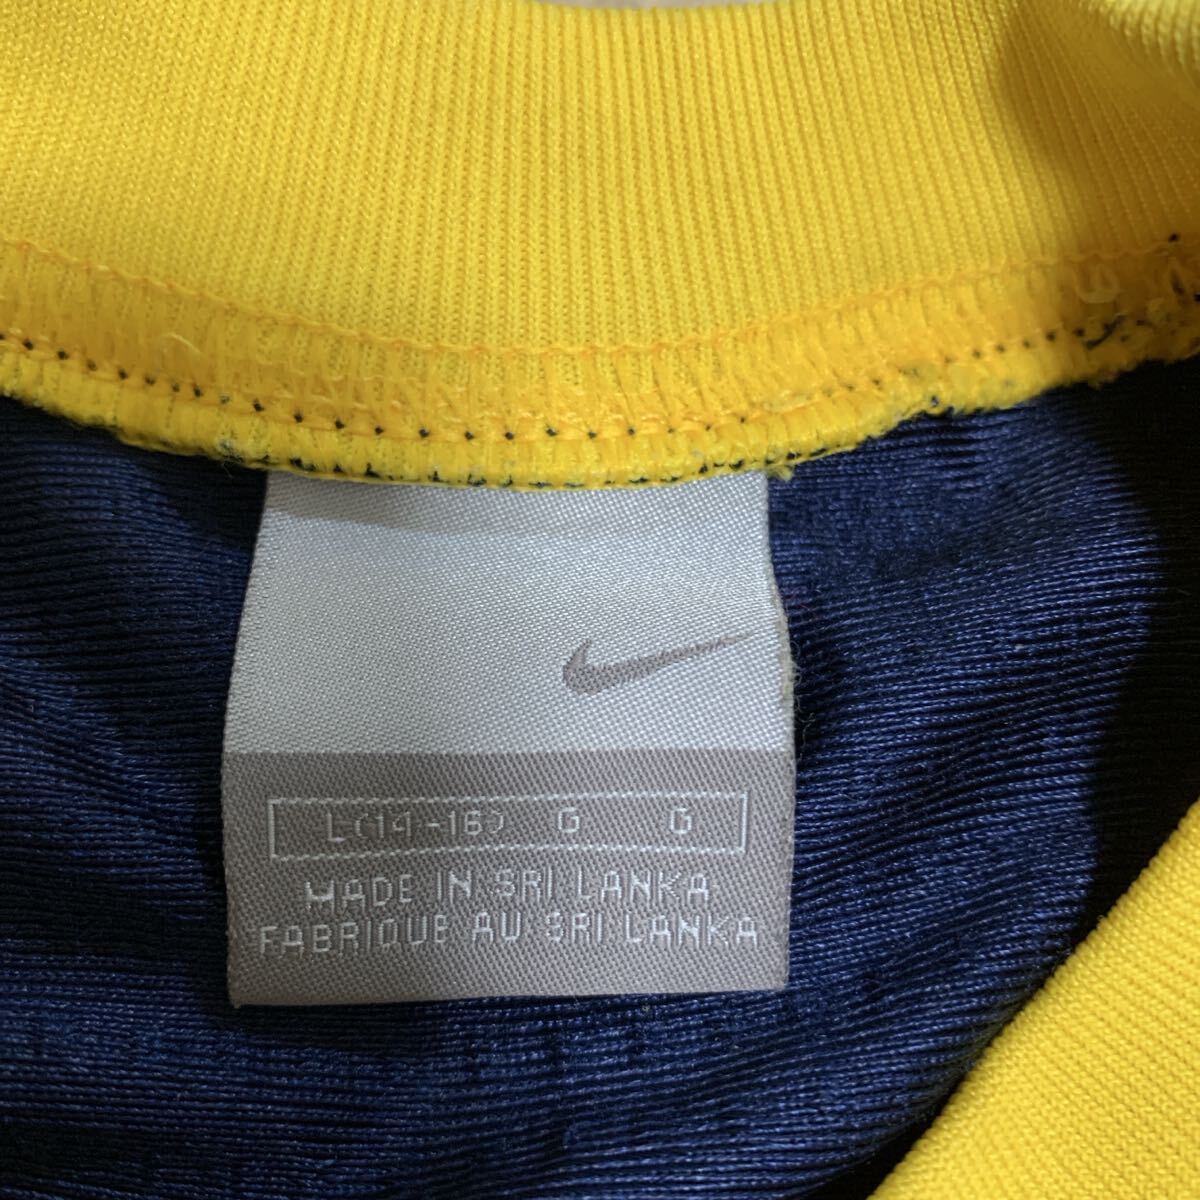 L(14-16) G G
MADE IN SRI LANKA
FABRIQUE AU SRI LANKA